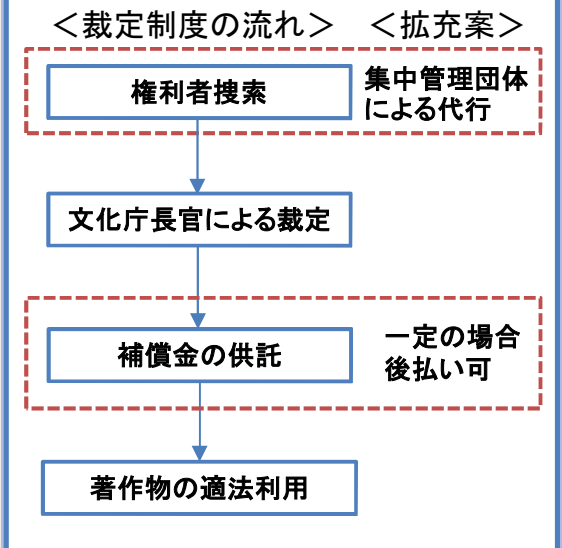 ＜裁定制度の流れ＞ ＜拡充案＞
権利者捜索
集中管理団体
による代行
文化庁長官による裁定
補償金の供託
一定の場合
後払い可
著作物の適法利用